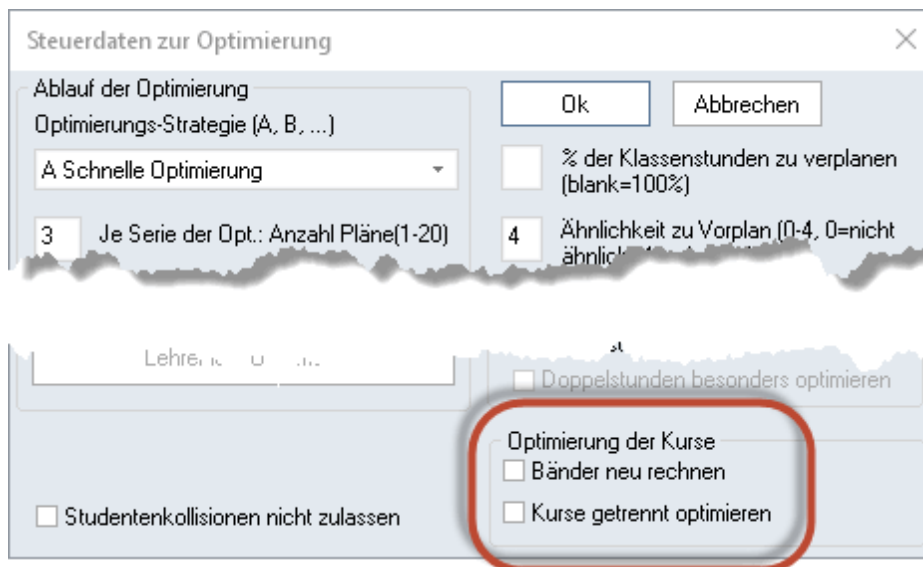 Steuerdaten zur Optimierung
Ablauf der Optimierung
Optimierungs-Strategie (A, B, ...)
A Schnelle Optimierung
3 Je Serie der Opt.: Anzahl Pläne(1-20)
Ok Abbrechen
% der Klassenstunden zu verplanen
(blank=100%)
4 Ähnlichkeit zu Vorplan (0-4, 0=nicht
Doppelstunden besonders optimieren
Studentenkollisionen nicht zulassen
Optimierung der Kurse
Bänder neu rechnen
Kurse getrennt optimieren